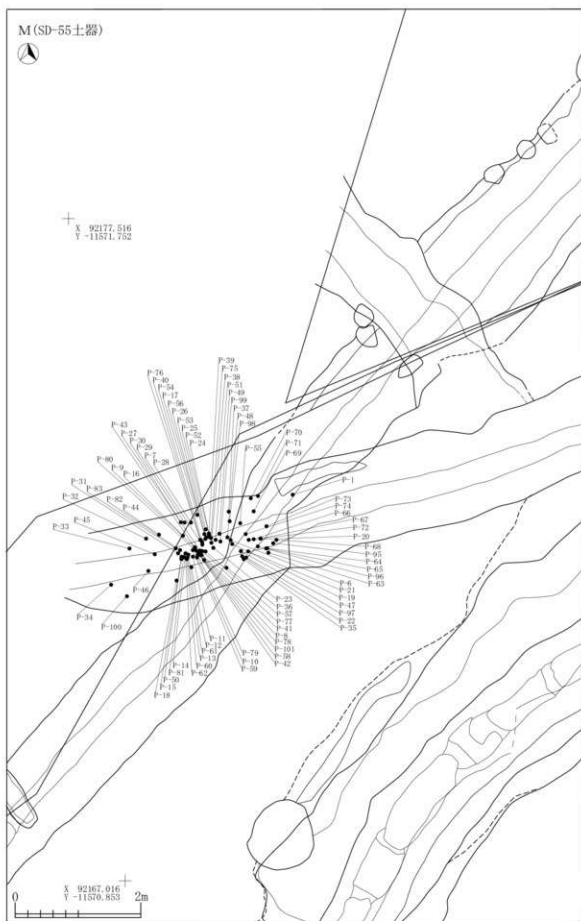 M(SD-55土器)
X 92177.516
Y -11571.752
P-39
P-75
P-38
P-51
P-49
P-99
P-37
P-48
P-98
P-76
P-40
P-54
P-17
P-56
P-26
P-53
P-25
P-52
P-24
P-55
P-70
P-71
P-69
P-43
P-27
P-30
P-29
P-7
P-28
P-80
P-9
P-16
P-31
P-83
P-32
P-82
P-44
P-33
P-45
P-1
P-73
P-74
P-66
P-67
P-72
P-20
P-68
P-95
P-64
P-65
P-96
P-63
P-6
P-21
P-19
P-47
P-97
P-22
P-35
P-23
P-36
P-57
P-77
P-41
P-8
P-78
P-101
P-58
P-42
P-46
P-34
P-100
P-11
P-12
P-61
P-13
P-60
P-62
P-79
P-10
P-59
P-14
P-81
P-50
P-15
P-18
X 92167.016
Y -11570.853
0 2m